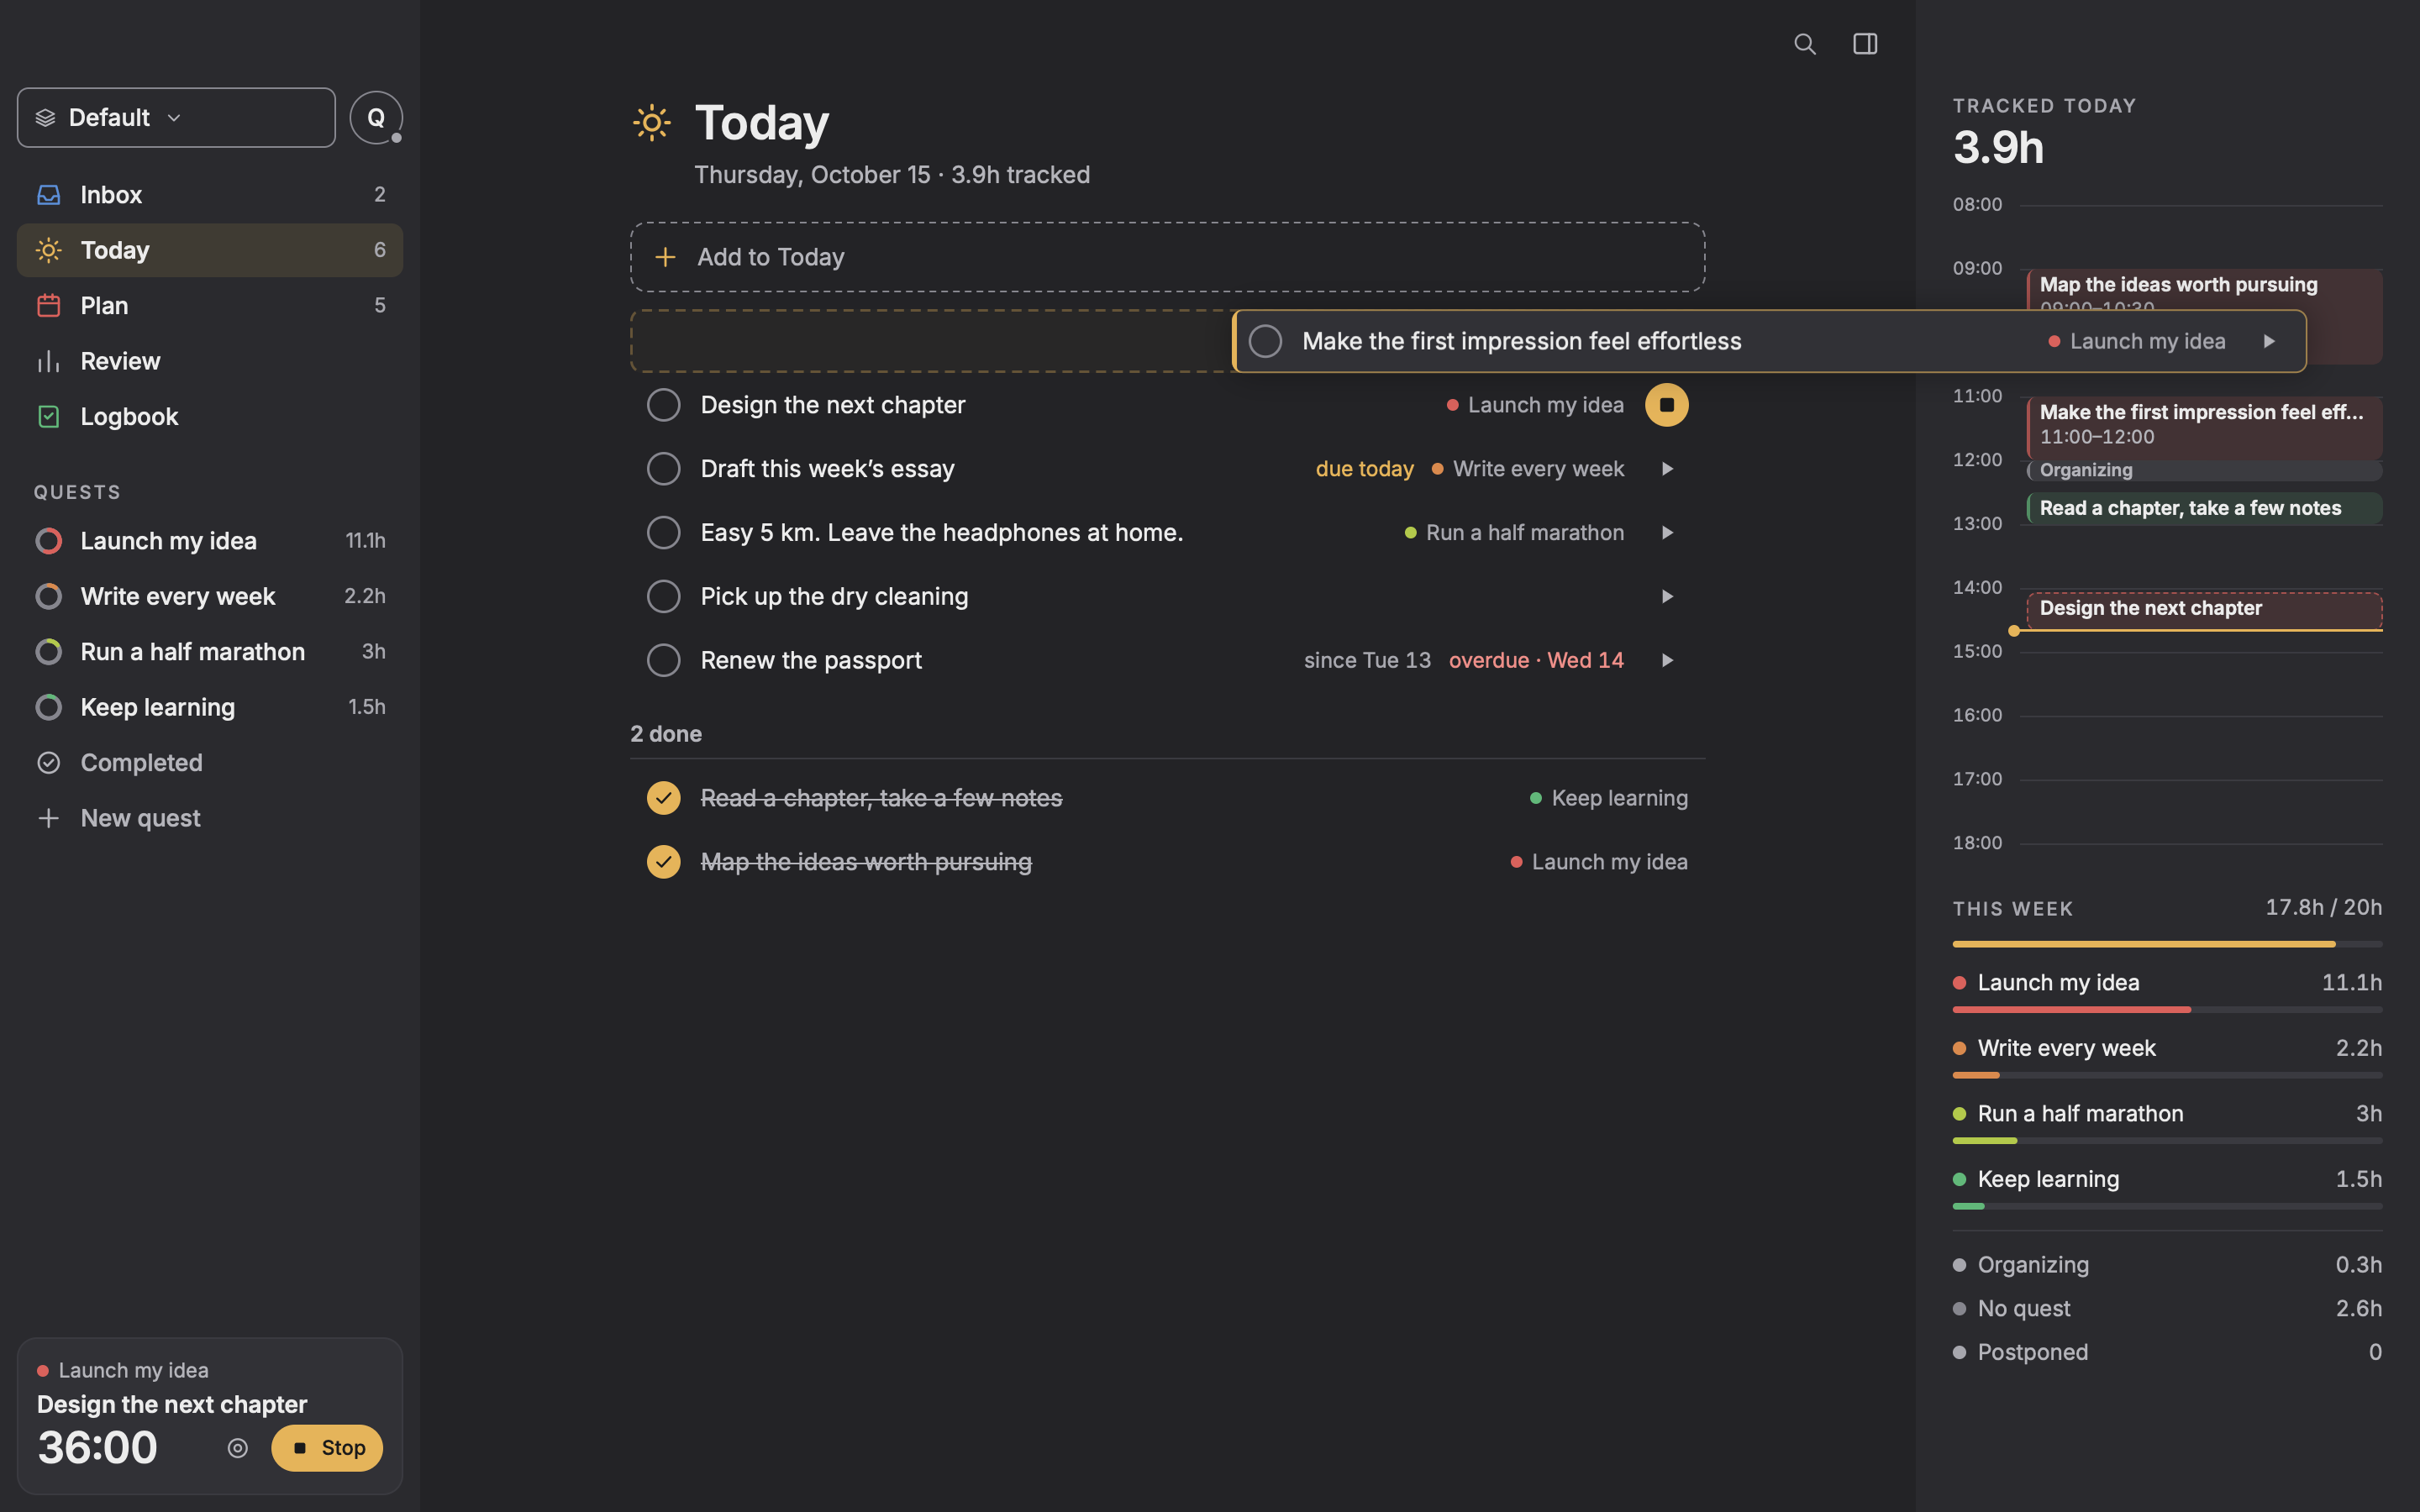 Default
Q
Inbox 2
Today 6
Plan 5
Review
Logbook
QUESTS
Launch my idea 11.1h
Write every week 2.2h
Run a half marathon 3h
Keep learning 1.5h
Completed
New quest
Launch my idea
Design the next chapter
36:00 Stop
Today
Thursday, October 15 · 3.9h tracked
Add to Today
Make the first impression feel effortless Launch my idea
Design the next chapter Launch my idea
Draft this week’s essay due today Write every week
Easy 5 km. Leave the headphones at home. Run a half marathon
Pick up the dry cleaning
Renew the passport since Tue 13 overdue · Wed 14
2 done
Read a chapter, take a few notes Keep learning
Map the ideas worth pursuing Launch my idea
TRACKED TODAY
3.9h
08:00
09:00
Map the ideas worth pursuing
09:00–10:30
11:00
Make the first impression feel eff...
11:00–12:00
12:00
Organizing
Read a chapter, take a few notes
13:00
14:00
Design the next chapter
15:00
16:00
17:00
18:00
THIS WEEK 17.8h / 20h
Launch my idea 11.1h
Write every week 2.2h
Run a half marathon 3h
Keep learning 1.5h
Organizing 0.3h
No quest 2.6h
Postponed 0